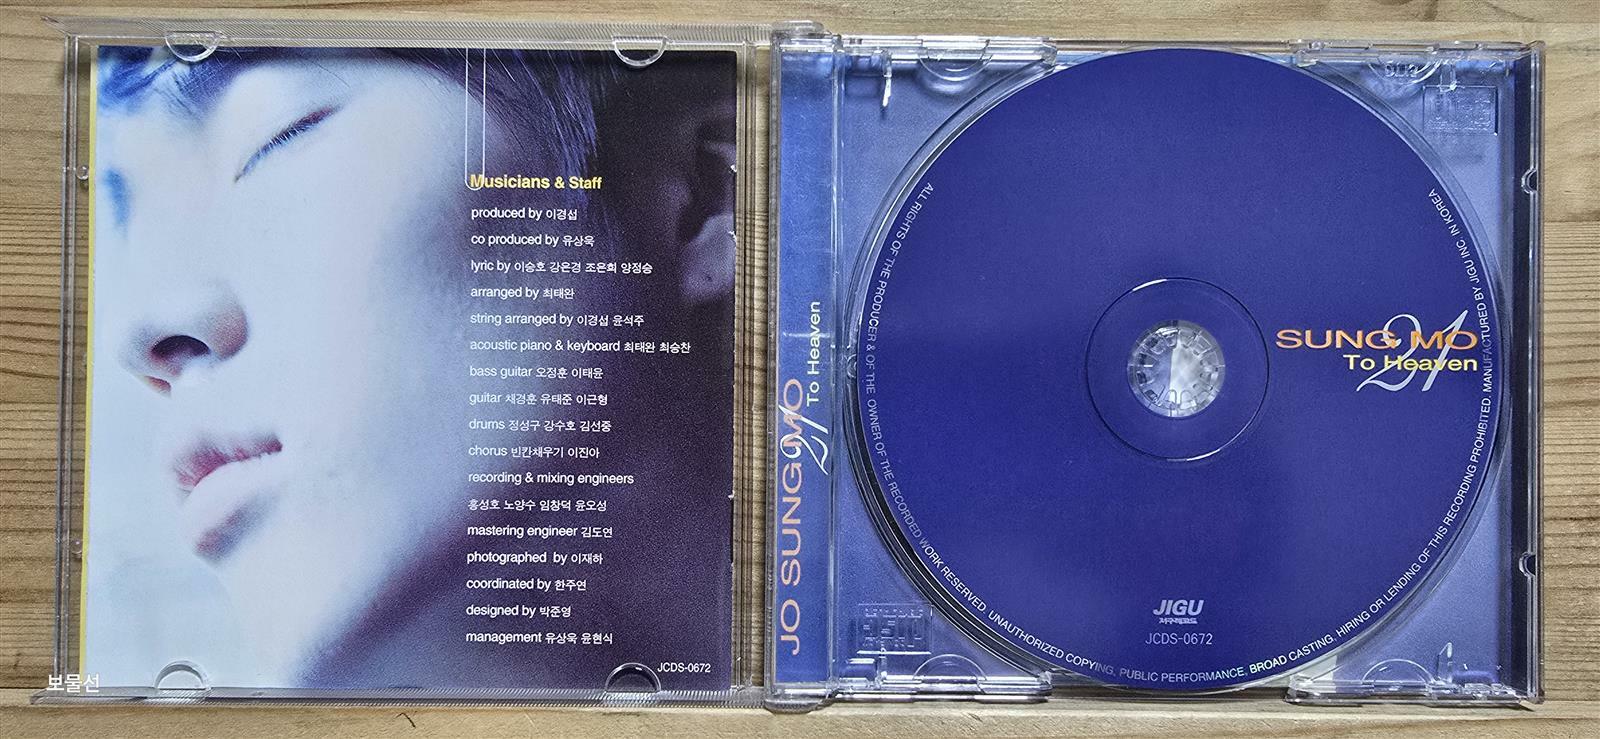 Musicians & Staff
produced by 이경섭
co produced by 유상욱
lyric by 이승호 강은경 조은희 양정승
arranged by 최태완
string arranged by 이경섭 윤석주
acoustic piano & keyboard 최태완 최승찬
bass guitar 오정훈 이태윤
guitar 채경훈 유태준 이근형
drums 정성구 강수호 김선중
chorus 빈칸채우기 이진아
recording & mixing engineers
홍성호 노양수 임창덕 윤오성
mastering engineer 김도연
photographed by 이재하
coordinated by 한주연
designed by 박준영
management 유상욱 윤현식
JCDS-0672
보물선
JO SUNG MO
21
To Heaven
SUNG MO
21
To Heaven
JIGU
지구레코드
JCDS-0672
ALL RIGHTS OF THE PRODUCER & OF THE OWNER OF THE RECORDED WORK RESERVED. UNAUTHORIZED COPYING, PUBLIC PERFORMANCE, BROAD CASTING, HIRING OR LENDING OF THIS RECORDING PROHIBITED. MANUFACTURED BY JIGU INC. IN KOREA